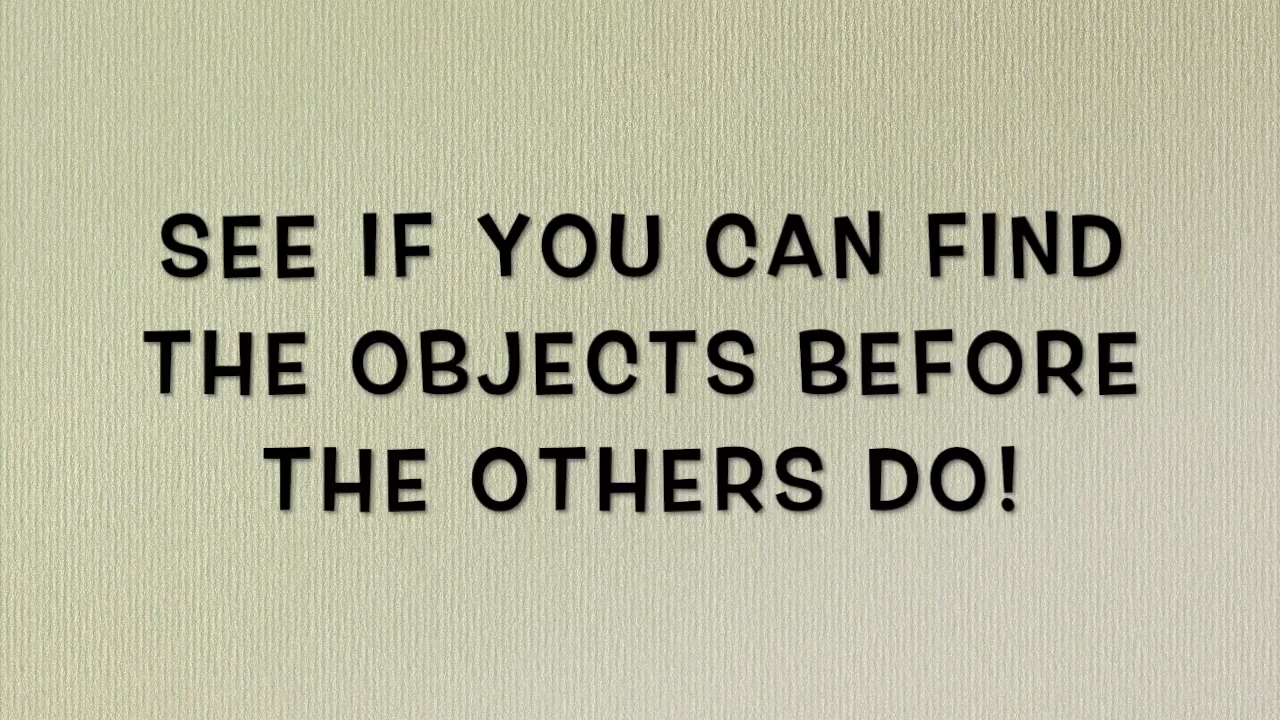 SEE IF YOU CAN FIND
THE OBJECTS BEFORE
THE OTHERS DO!